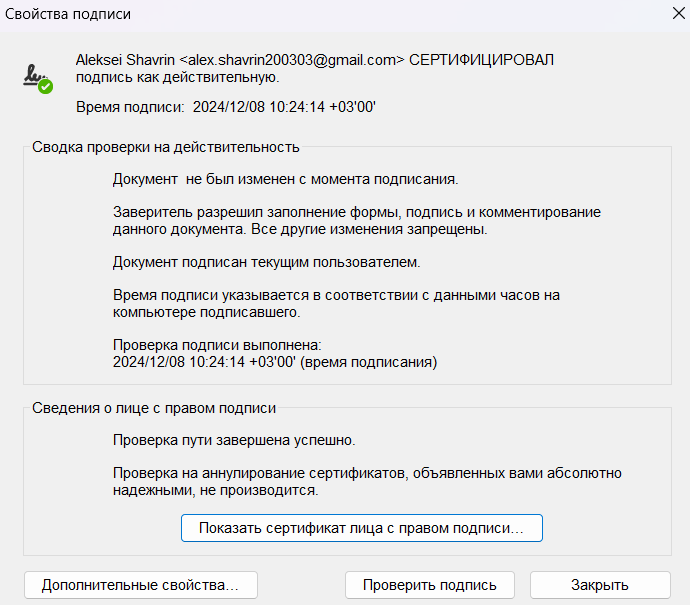 Свойства подписи
Aleksei Shavrin <alex.shavrin200303@gmail.com> СЕРТИФИЦИРОВАЛ
подпись как действительную.
Время подписи: 2024/12/08 10:24:14 +03'00'
Сводка проверки на действительность
Документ не был изменен с момента подписания.
Заверитель разрешил заполнение формы, подпись и комментирование
данного документа. Все другие изменения запрещены.
Документ подписан текущим пользователем.
Время подписи указывается в соответствии с данными часов на
компьютере подписавшего.
Проверка подписи выполнена:
2024/12/08 10:24:14 +03'00' (время подписания)
Сведения о лице с правом подписи
Проверка пути завершена успешно.
Проверка на аннулирование сертификатов, объявленных вами абсолютно
надежными, не производится.
Показать сертификат лица с правом подписи...
Дополнительные свойства...
Проверить подпись
Закрыть